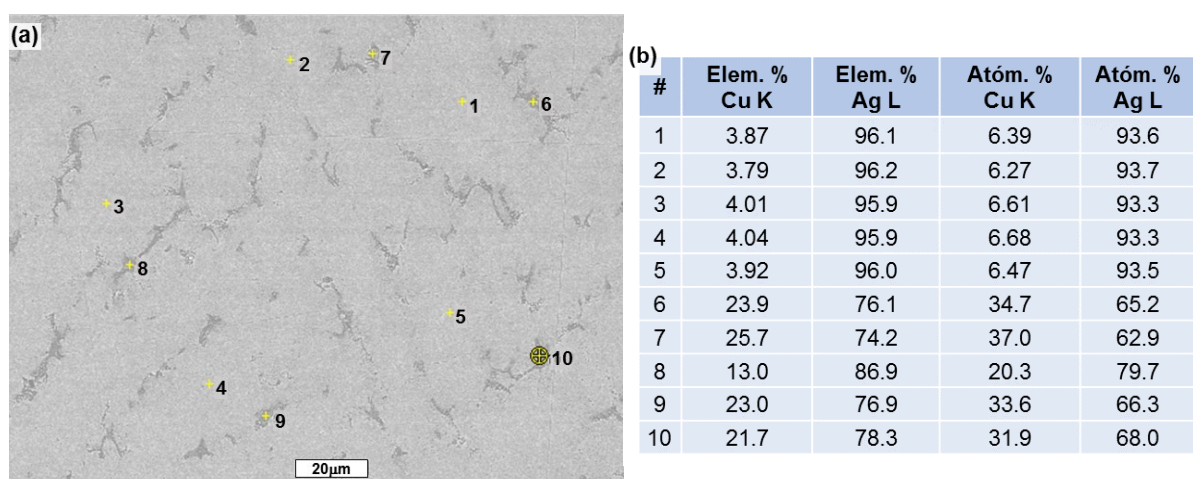 (a)
7
2
1
6
3
8
5
10
4
9
20µm
(b)
# Elem. % Cu K Elem. % Ag L Atóm. % Cu K Atóm. % Ag L
1 3.87 96.1 6.39 93.6
2 3.79 96.2 6.27 93.7
3 4.01 95.9 6.61 93.3
4 4.04 95.9 6.68 93.3
5 3.92 96.0 6.47 93.5
6 23.9 76.1 34.7 65.2
7 25.7 74.2 37.0 62.9
8 13.0 86.9 20.3 79.7
9 23.0 76.9 33.6 66.3
10 21.7 78.3 31.9 68.0